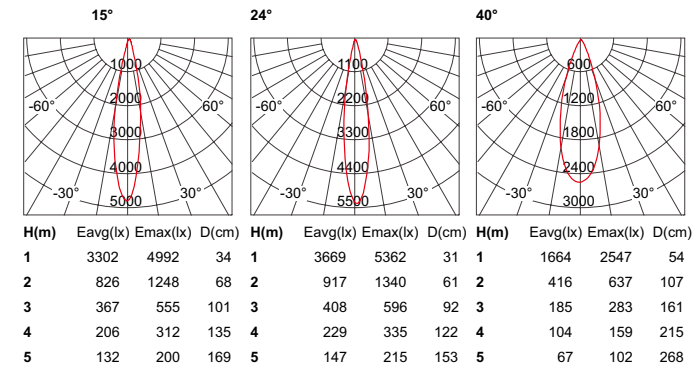 15° 24° 40°
1000 1100 600
2000 2200 1200
-60° 60° -60° 60° -60° 60°
3000 3300 1800
4000 4400 2400
-30° 30° -30° 30° -30° 30°
5000 5500 3000
H(m) Eavg(lx) Emax(lx) D(cm) H(m) Eavg(lx) Emax(lx) D(cm) H(m) Eavg(lx) Emax(lx) D(cm)
1 3302 4992 34 1 3669 5362 31 1 1664 2547 54
2 826 1248 68 2 917 1340 61 2 416 637 107
3 367 555 101 3 408 596 92 3 185 283 161
4 206 312 135 4 229 335 122 4 104 159 215
5 132 200 169 5 147 215 153 5 67 102 268